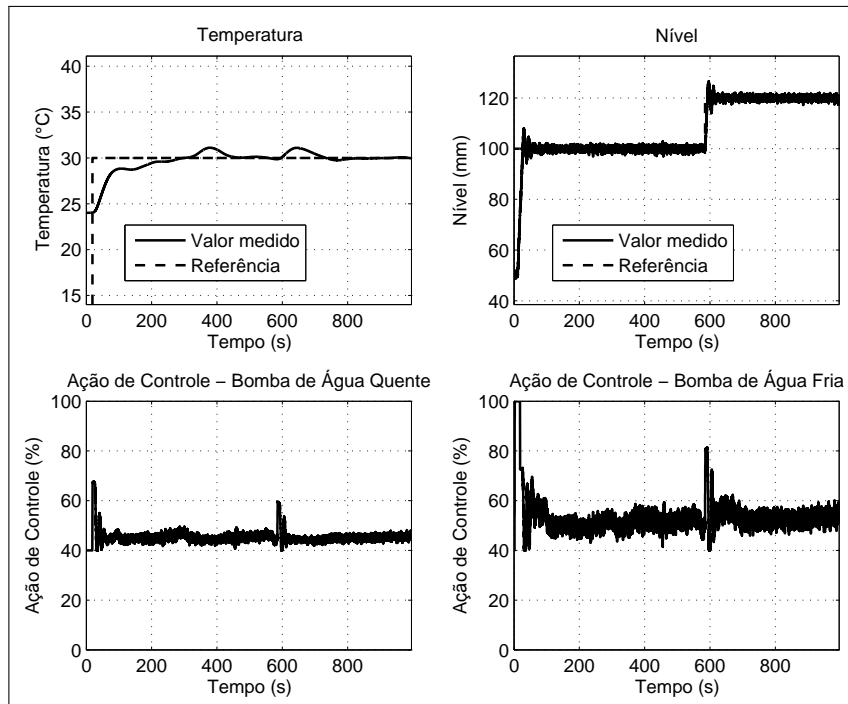 Temperatura
Temperatura (°C)
40
35
30
25
20
15
Valor medido
Referência
0 200 400 600 800
Tempo (s)
Nível
Nível (mm)
120
100
80
60
40
Valor medido
Referência
0 200 400 600 800
Tempo (s)
Ação de Controle – Bomba de Água Quente
Ação de Controle (%)
100
80
60
40
20
0
0 200 400 600 800
Tempo (s)
Ação de Controle – Bomba de Água Fria
Ação de Controle (%)
100
80
60
40
20
0
0 200 400 600 800
Tempo (s)